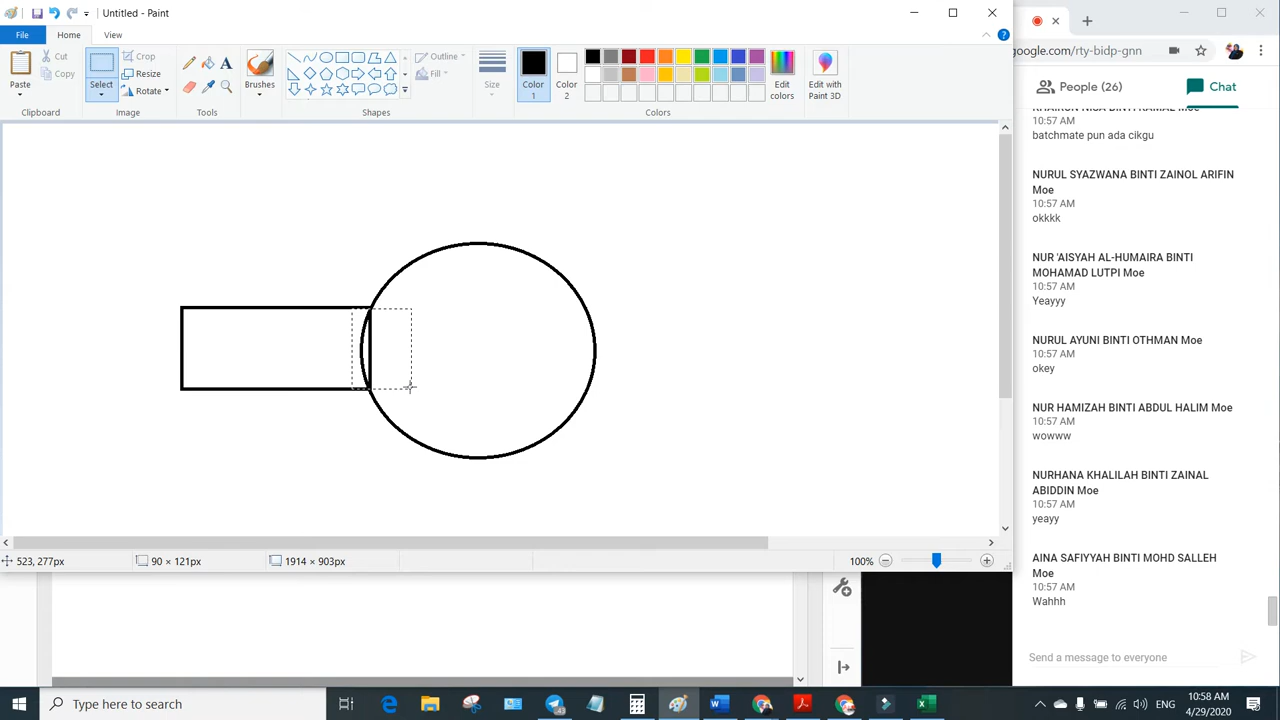 Untitled - Paint
File
Home
View
Paste
Cut
Copy
Clipboard
Select
Crop
Resize
Rotate
Image
A
Tools
Brushes
Outline
Fill
Shapes
Size
Color 1
Color 2
Edit colors
Colors
Edit with Paint 3D
523, 277px
90 × 121px
1914 × 903px
100%
google.com/rty-bidp-gnn
People (26)
Chat
10:57 AM
batchmate pun ada cikgu
NURUL SYAZWANA BINTI ZAINOL ARIFIN
Moe
10:57 AM
okkkk
NUR 'AISYAH AL-HUMAIRA BINTI
MOHAMAD LUTPI Moe
10:57 AM
Yeayyy
NURUL AYUNI BINTI OTHMAN Moe
10:57 AM
okey
NUR HAMIZAH BINTI ABDUL HALIM Moe
10:57 AM
wowww
NURHANA KHALILAH BINTI ZAINAL
ABIDDIN Moe
10:57 AM
yeayy
AINA SAFIYYAH BINTI MOHD SALLEH
Moe
10:57 AM
Wahhh
Send a message to everyone
Type here to search
10:58 AM
4/29/2020